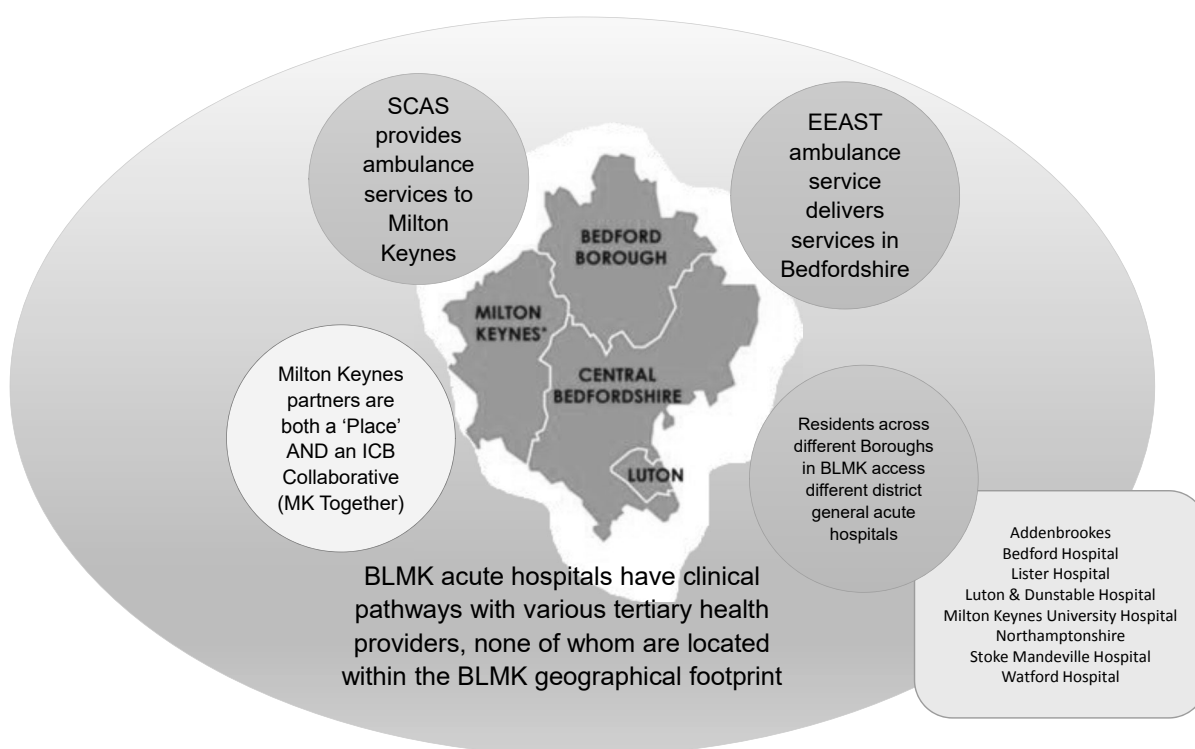 SCAS
provides
ambulance
services to
Milton
Keynes
EEAST
ambulance
service
delivers
services in
Bedfordshire
BEDFORD
BOROUGH
MILTON
KEYNES*
CENTRAL
BEDFORDSHIRE
LUTON
Milton Keynes
partners are
both a ‘Place’
AND an ICB
Collaborative
(MK Together)
Residents across
different Boroughs
in BLMK access
different district
general acute
hospitals
BLMK acute hospitals have clinical
pathways with various tertiary health
providers, none of whom are located
within the BLMK geographical footprint
Addenbrookes
Bedford Hospital
Lister Hospital
Luton & Dunstable Hospital
Milton Keynes University Hospital
Northamptonshire
Stoke Mandeville Hospital
Watford Hospital